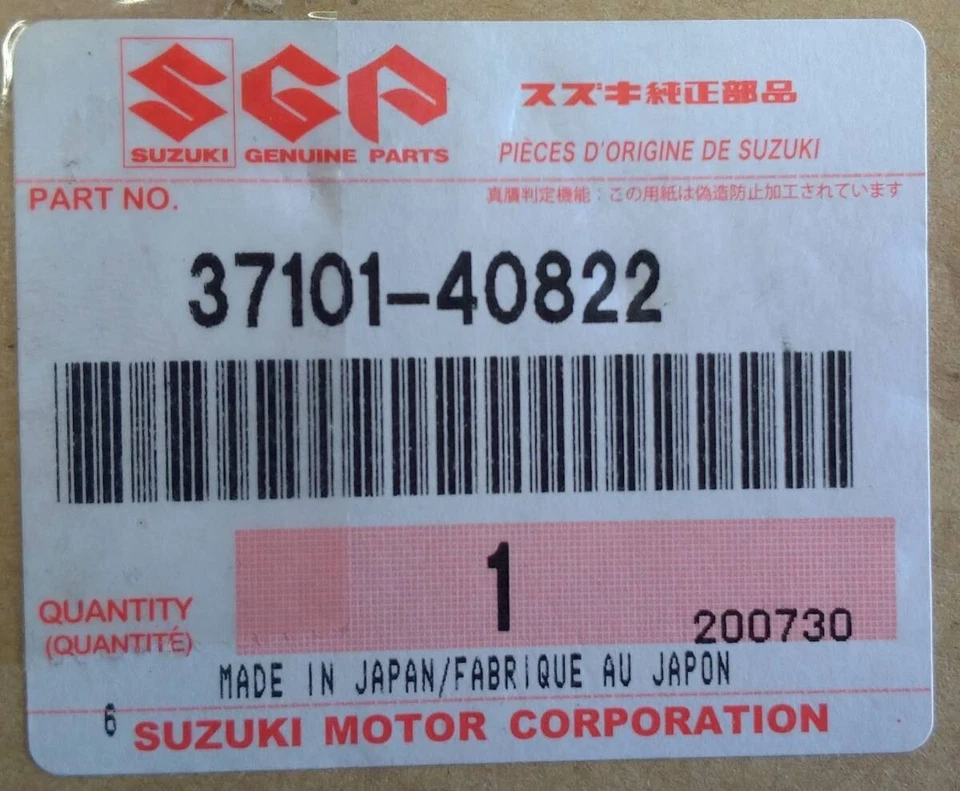 SGP
スズキ純正部品
SUZUKI GENUINE PARTS
PIÈCES D'ORIGINE DE SUZUKI
PART NO.
真贋判定機能：この用紙は偽造防止加工されています
37101-40822
1
QUANTITY
(QUANTITÉ)
200730
MADE IN JAPAN/FABRIQUE AU JAPON
6
SUZUKI MOTOR CORPORATION